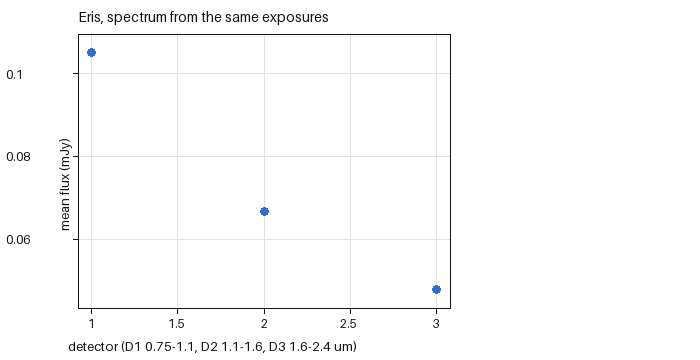 Eris, spectrum from the same exposures
0.1
0.08
0.06
mean flux (mJy)
1 1.5 2 2.5 3
detector (D1 0.75-1.1, D2 1.1-1.6, D3 1.6-2.4 um)